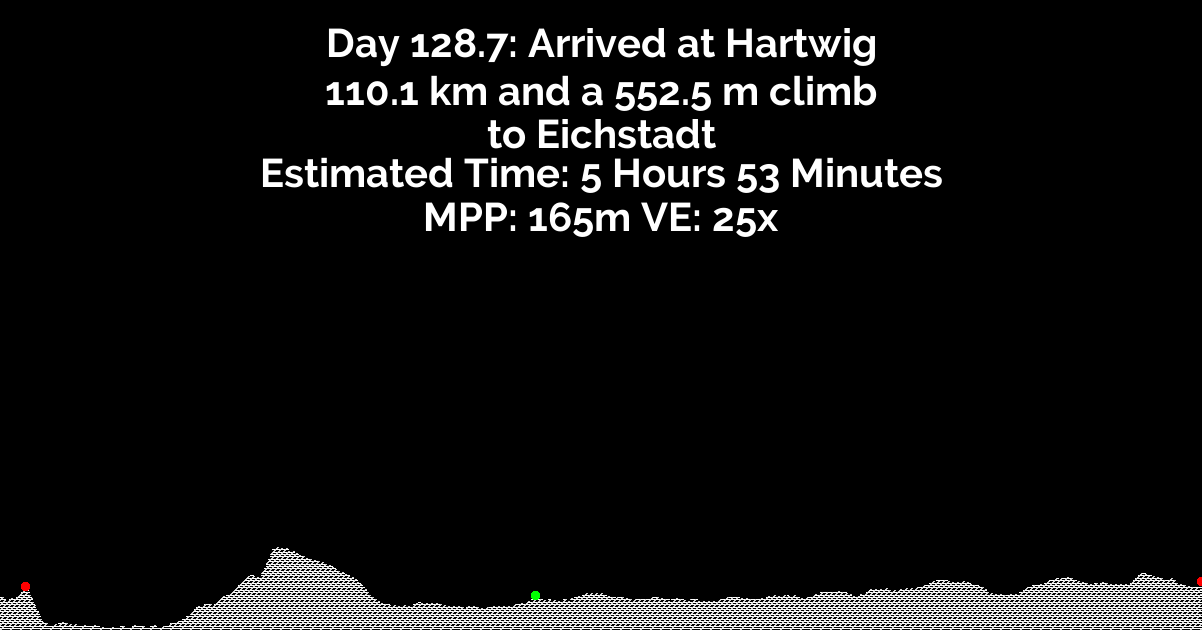 Day 128.7: Arrived at Hartwig
110.1 km and a 552.5 m climb
to Eichstadt
Estimated Time: 5 Hours 53 Minutes
MPP: 165m VE: 25x